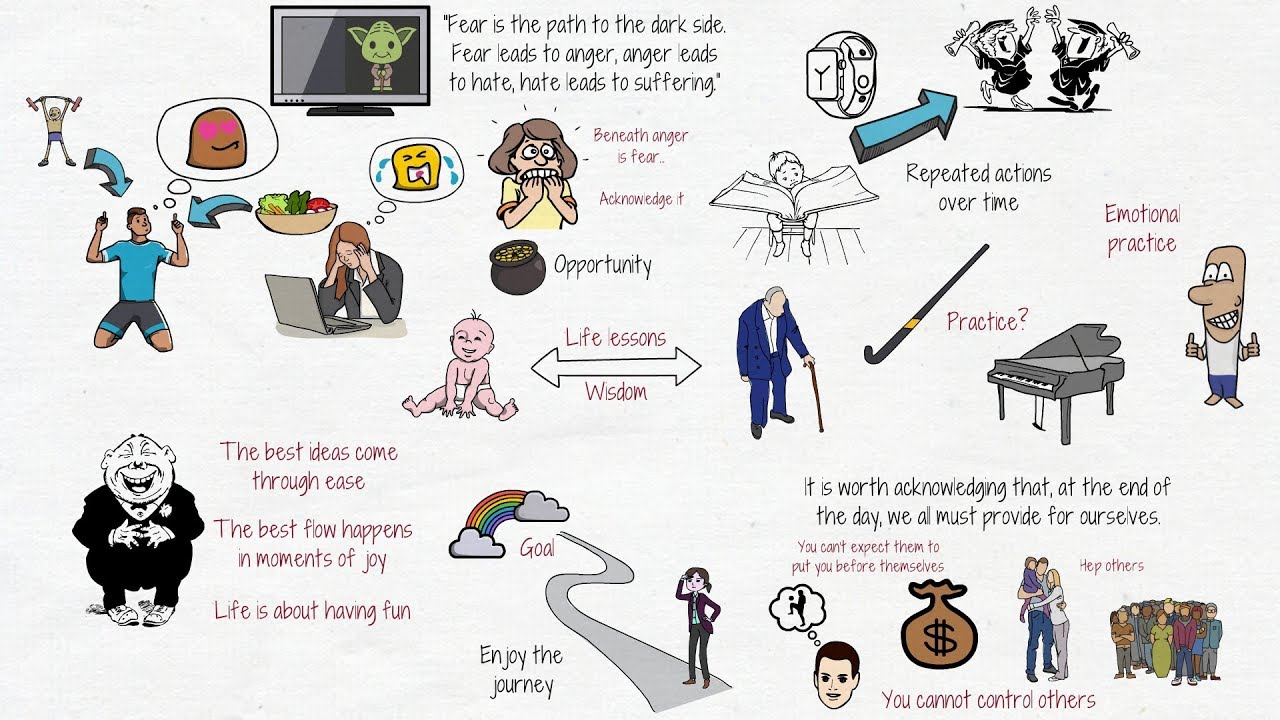 "Fear is the path to the dark side.
Fear leads to anger, anger leads
to hate, hate leads to suffering."
Beneath anger
is fear..
Acknowledge it
Opportunity
Repeated actions
over time
Emotional
practice
Practice?
Life lessons
Wisdom
The best ideas come
through ease
The best flow happens
in moments of joy
Life is about having fun
Goal
Enjoy the
journey
It is worth acknowledging that, at the end of
the day, we all must provide for ourselves.
You can't expect them to
put you before themselves
Hep others
$
You cannot control others